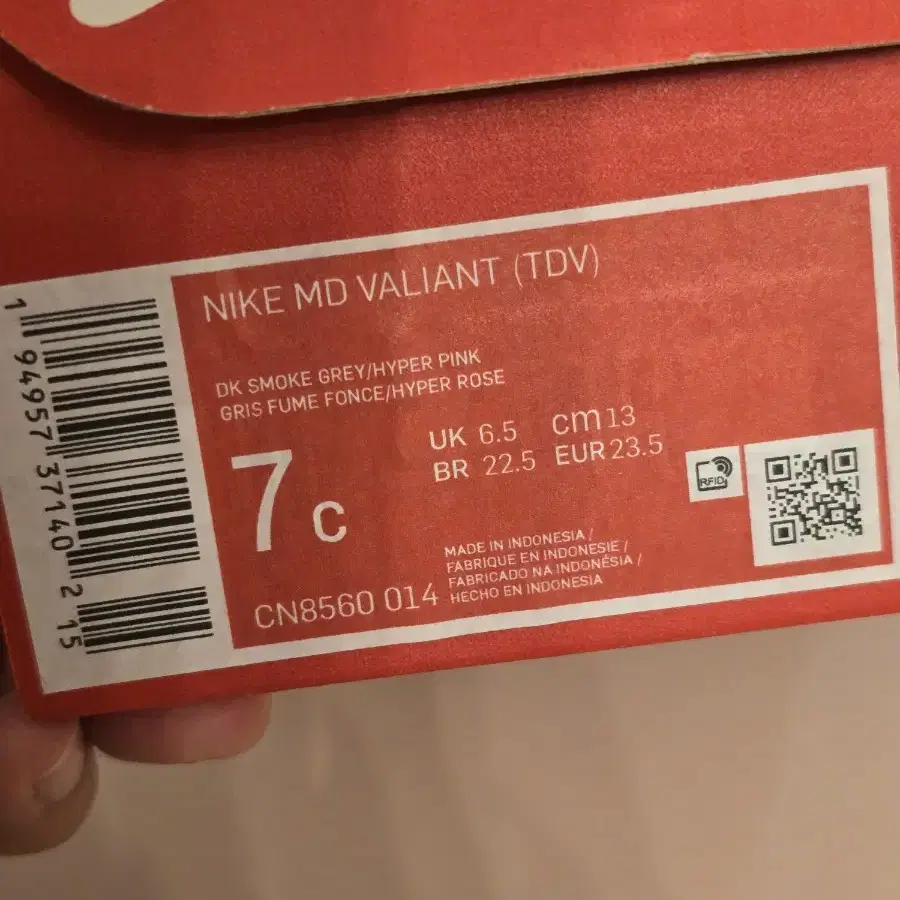 NIKE MD VALIANT (TDV)
DK SMOKE GREY/HYPER PINK
GRIS FUME FONCE/HYPER ROSE
7 C
UK 6.5 cm 13
BR 22.5 EUR 23.5
RFID
MADE IN INDONESIA /
FABRIQUE EN INDONESIE /
FABRICADO NA INDONÉSIA /
HECHO EN INDONESIA
CN8560 014
1 94957 37140 2 15